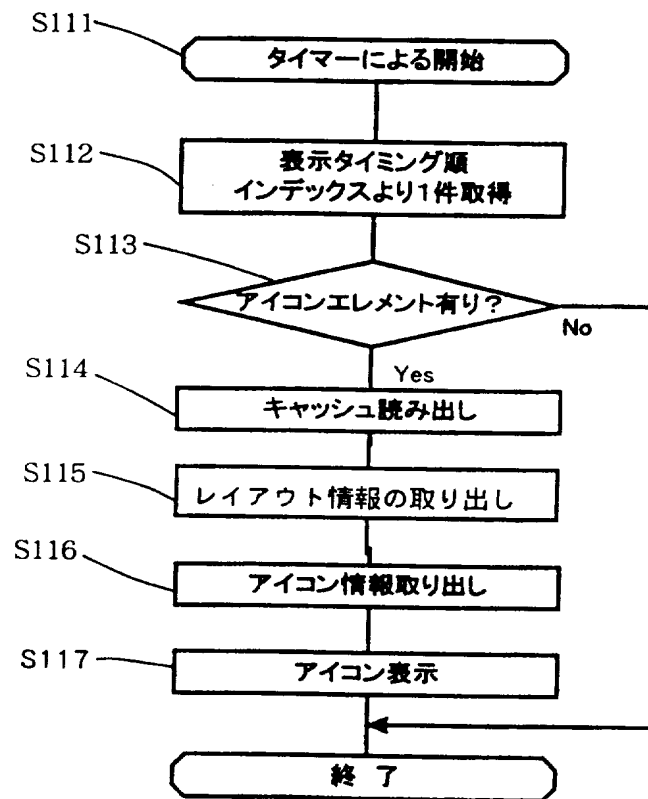 S111
タイマーによる開始
S112
表示タイミング順
インデックスより1件取得
S113
アイコンエレメント有り?
No
Yes
S114
キャッシュ読み出し
S115
レイアウト情報の取り出し
S116
アイコン情報取り出し
S117
アイコン表示
終了